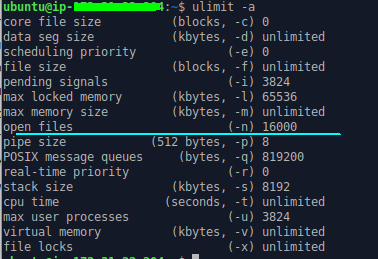 ubuntu@ip-                4:~$ ulimit -a
core file size          (blocks, -c) 0
data seg size           (kbytes, -d) unlimited
scheduling priority             (-e) 0
file size               (blocks, -f) unlimited
pending signals                 (-i) 3824
max locked memory       (kbytes, -l) 65536
max memory size         (kbytes, -m) unlimited
open files                      (-n) 16000
pipe size            (512 bytes, -p) 8
POSIX message queues     (bytes, -q) 819200
real-time priority              (-r) 0
stack size              (kbytes, -s) 8192
cpu time               (seconds, -t) unlimited
max user processes              (-u) 3824
virtual memory          (kbytes, -v) unlimited
file locks                      (-x) unlimited